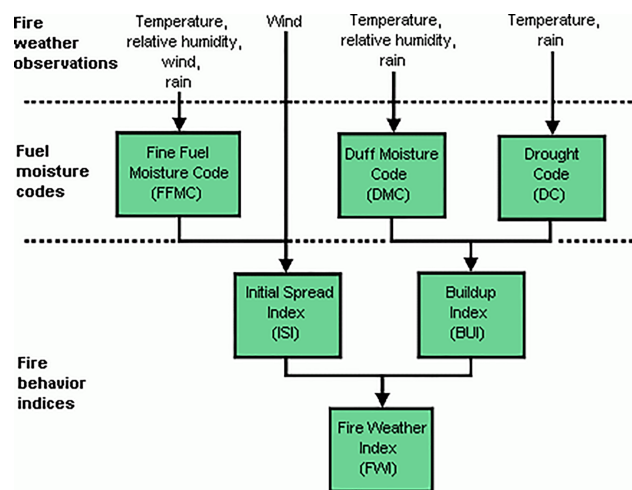 Fire
weather
observations
Temperature,
relative humidity,
wind,
rain
Wind
Temperature,
relative humidity,
rain
Temperature,
rain
Fuel
moisture
codes
Fine Fuel
Moisture Code
(FFMC)
Duff Moisture
Code
(DMC)
Drought
Code
(DC)
Fire
behavior
indices
Initial Spread
Index
(ISI)
Buildup
Index
(BUI)
Fire Weather
Index
(FWI)